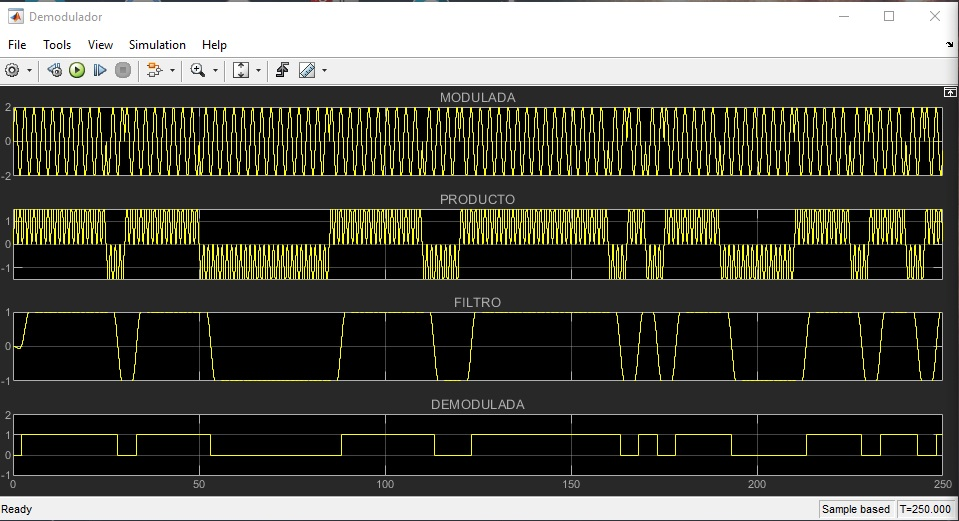 Demodulador
File Tools View Simulation Help
MODULADA
2
0
-2
PRODUCTO
1
0
-1
FILTRO
1
0
-1
DEMODULADA
2
1
0
-1
0 50 100 150 200 250
Ready Sample based T=250.000